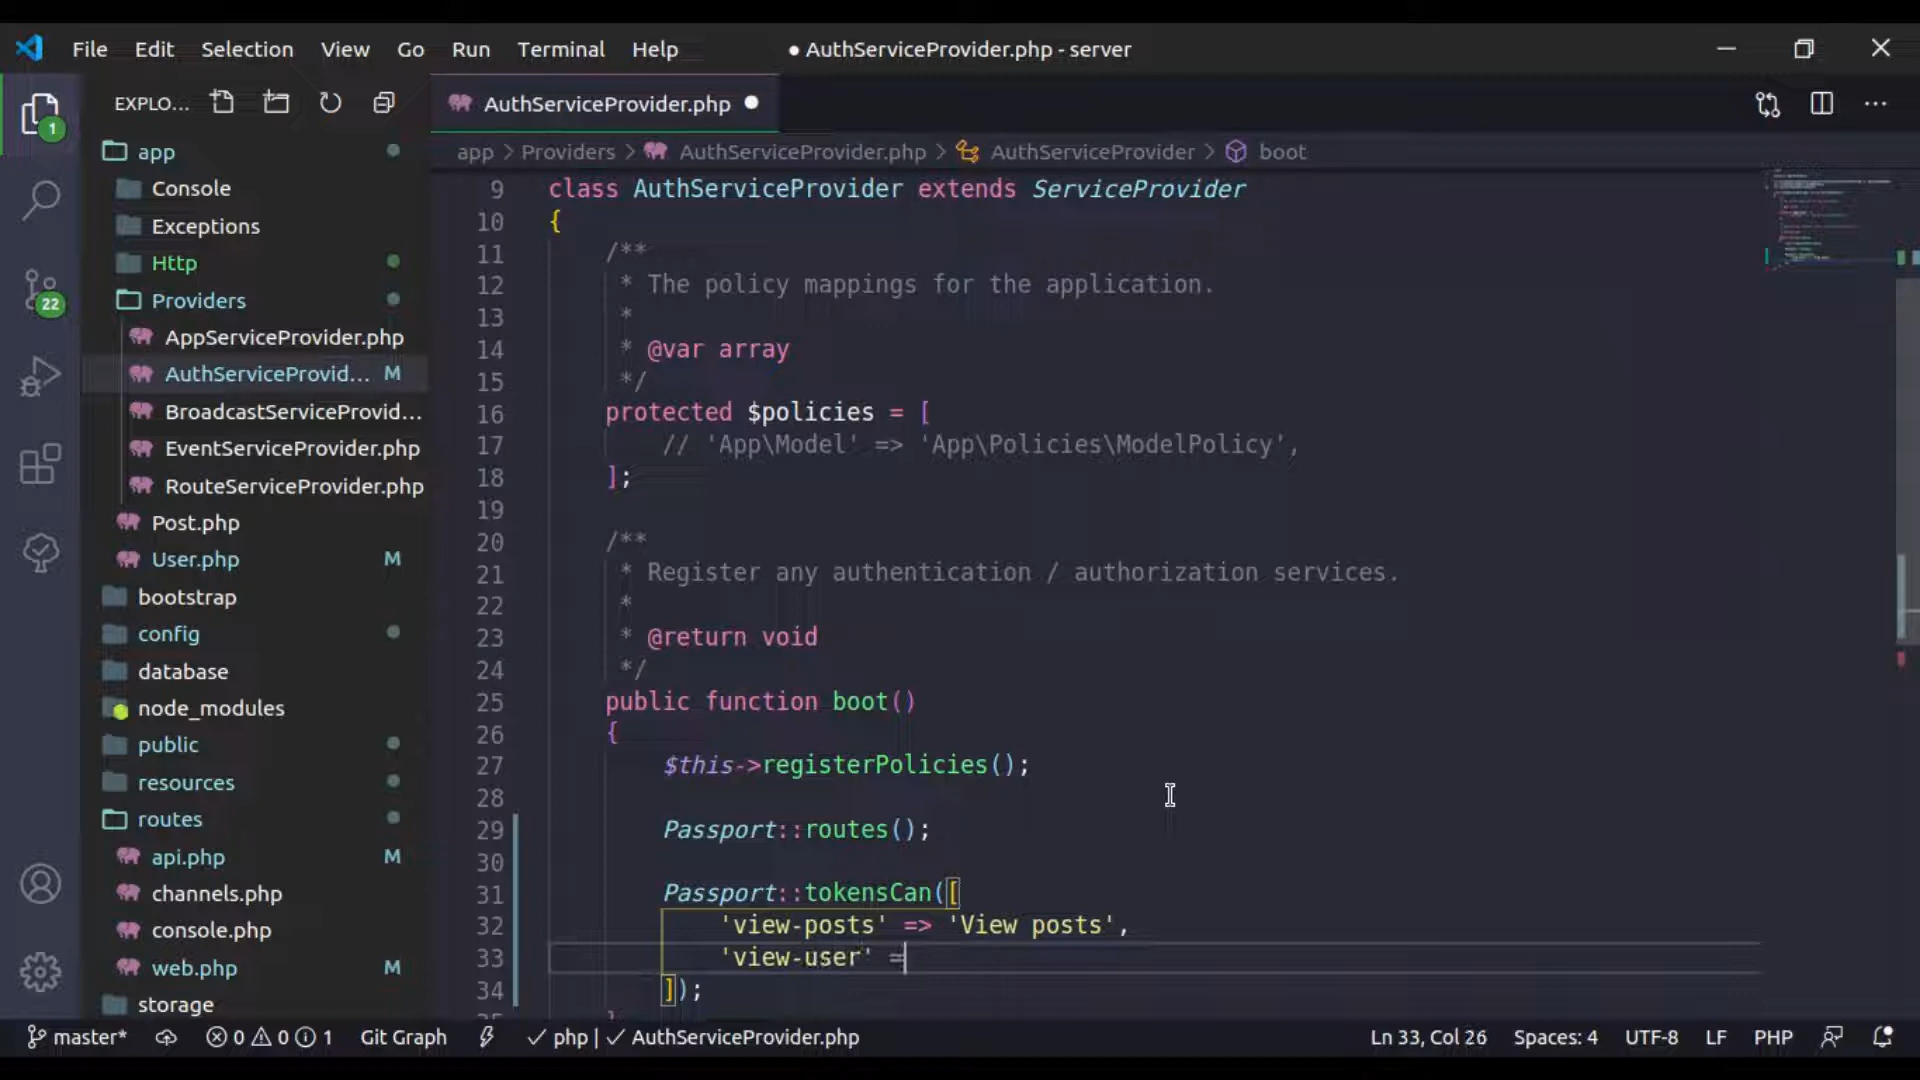 File Edit Selection View Go Run Terminal Help
● AuthServiceProvider.php - server
EXPLO...
AuthServiceProvider.php ●
app > Providers > AuthServiceProvider.php > AuthServiceProvider > boot
1
22
app
Console
Exceptions
Http
Providers
AppServiceProvider.php
AuthServiceProvid... M
BroadcastServiceProvid...
EventServiceProvider.php
RouteServiceProvider.php
Post.php
User.php M
bootstrap
config
database
node_modules
public
resources
routes
api.php M
channels.php
console.php
web.php M
storage
9 class AuthServiceProvider extends ServiceProvider
10 {
11 /**
12 * The policy mappings for the application.
13 *
14 * @var array
15 */
16 protected $policies = [
17 // 'App\Model' => 'App\Policies\ModelPolicy',
18 ];
19
20 /**
21 * Register any authentication / authorization services.
22 *
23 * @return void
24 */
25 public function boot()
26 {
27 $this->registerPolicies();
28
29 Passport::routes();
30
31 Passport::tokensCan([
32 'view-posts' => 'View posts',
33 'view-user' =
34 ]);
master* 0 0 1 Git Graph ✓ php | ✓ AuthServiceProvider.php
Ln 33, Col 26 Spaces: 4 UTF-8 LF PHP